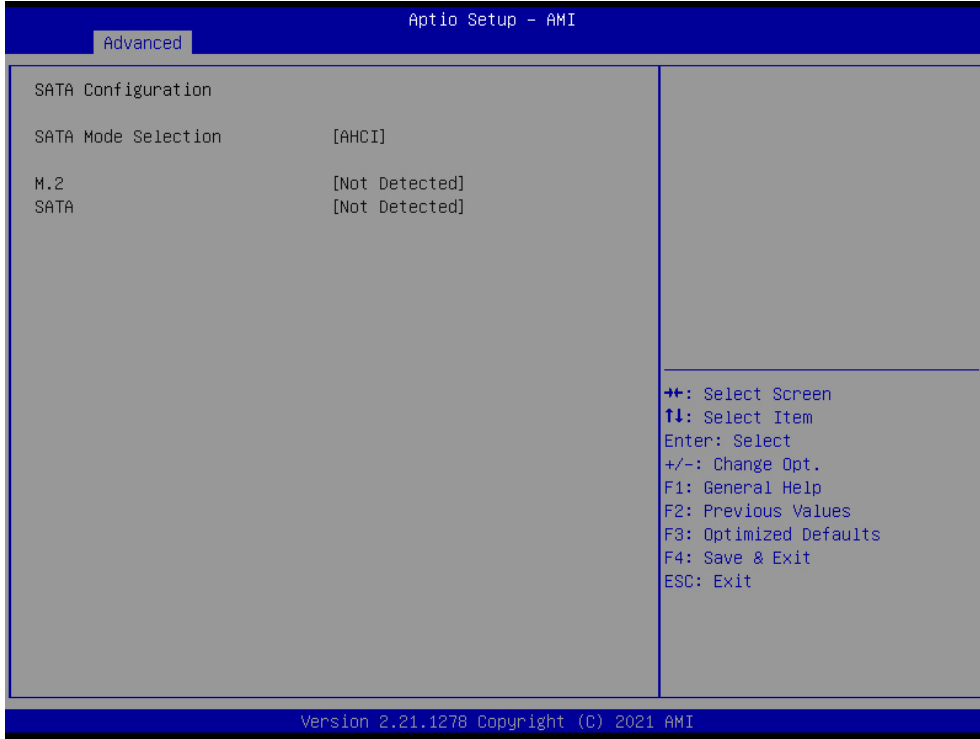 Aptio Setup - AMI
Advanced
SATA Configuration
SATA Mode Selection [AHCI]
M.2 [Not Detected]
SATA [Not Detected]
→←: Select Screen
↑↓: Select Item
Enter: Select
+/-: Change Opt.
F1: General Help
F2: Previous Values
F3: Optimized Defaults
F4: Save & Exit
ESC: Exit
Version 2.21.1278 Copyright (C) 2021 AMI